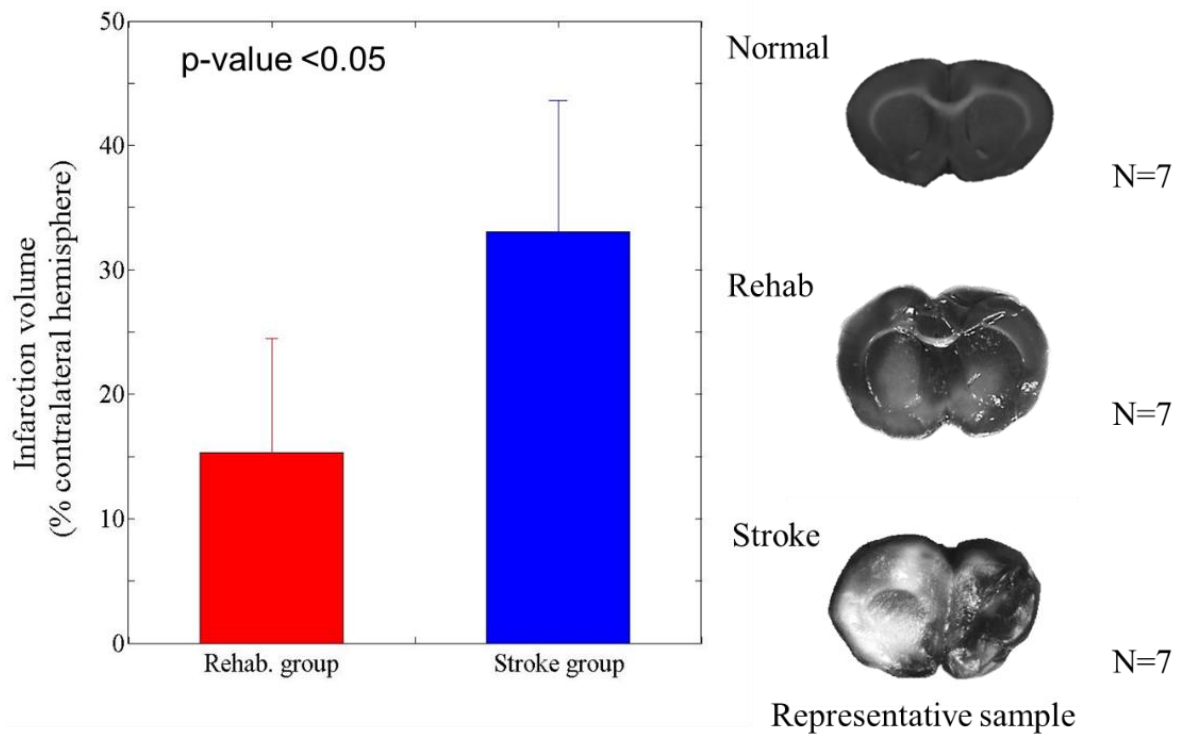 p-value <0.05
50
40
30
20
10
0
Infarction volume
(% contralateral hemisphere)
Rehab. group
Stroke group
Normal
N=7
Rehab
N=7
Stroke
N=7
Representative sample